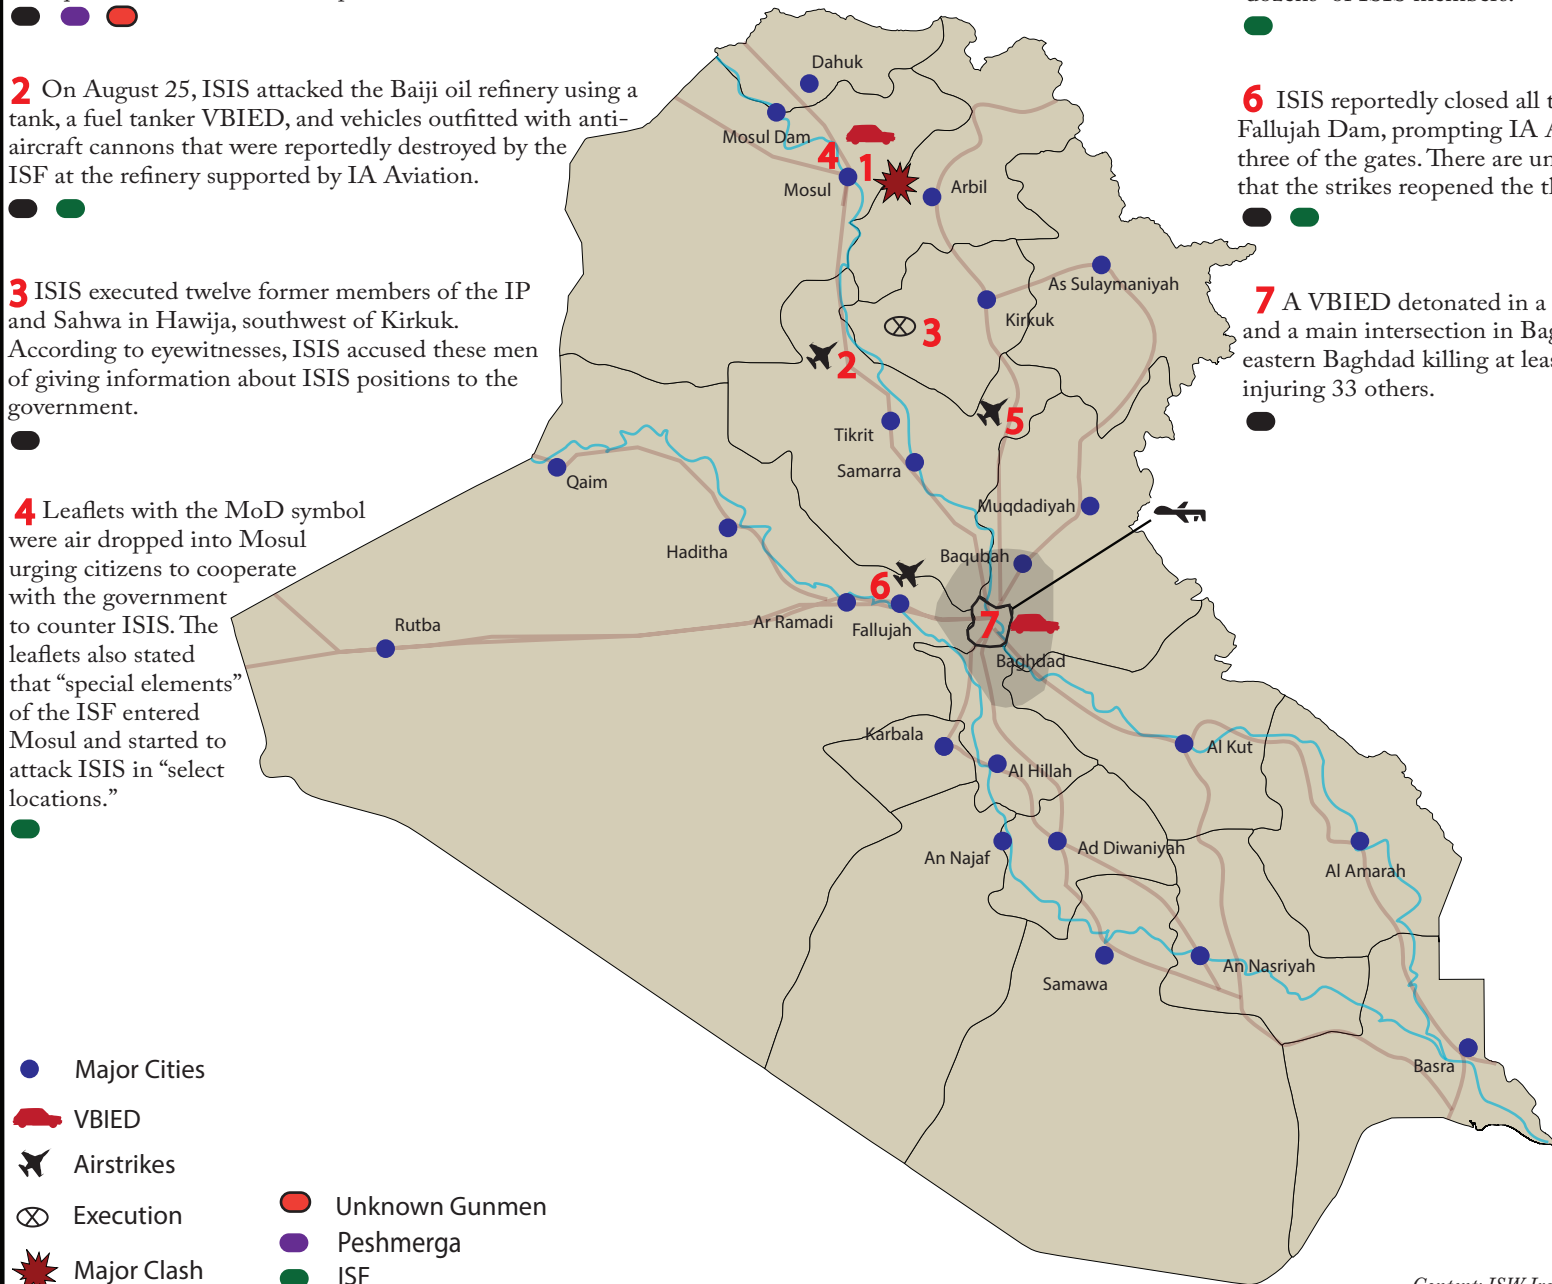 2 On August 25, ISIS attacked the Baiji oil refinery using a
tank, a fuel tanker VBIED, and vehicles outfitted with anti-
aircraft cannons that were reportedly destroyed by the
ISF at the refinery supported by IA Aviation.
3 ISIS executed twelve former members of the IP
and Sahwa in Hawija, southwest of Kirkuk.
According to eyewitnesses, ISIS accused these men
of giving information about ISIS positions to the
government.
4 Leaflets with the MoD symbol
were air dropped into Mosul
urging citizens to cooperate
with the government
to counter ISIS. The
leaflets also stated
that “special elements”
of the ISF entered
Mosul and started to
attack ISIS in “select
locations.”
6 ISIS reportedly closed all
Fallujah Dam, prompting IA
three of the gates. There are
that the strikes reopened the
7 A VBIED detonated in a
and a main intersection in
eastern Baghdad killing at
injuring 33 others.
Dahuk
Mosul Dam
4
1
Mosul
Arbil
As Sulaymaniyah
Kirkuk
3
2
5
Tikrit
Samarra
Qaim
Muqdadiyah
Haditha
Baqubah
6
Ar Ramadi
Fallujah
7
Rutba
Baghdad
Karbala
Al Kut
Al Hillah
An Najaf
Ad Diwaniyah
Al Amarah
Samawa
An Nasriyah
Basra
Major Cities
VBIED
Airstrikes
Execution
Major Clash
Unknown Gunmen
Peshmerga
ISF